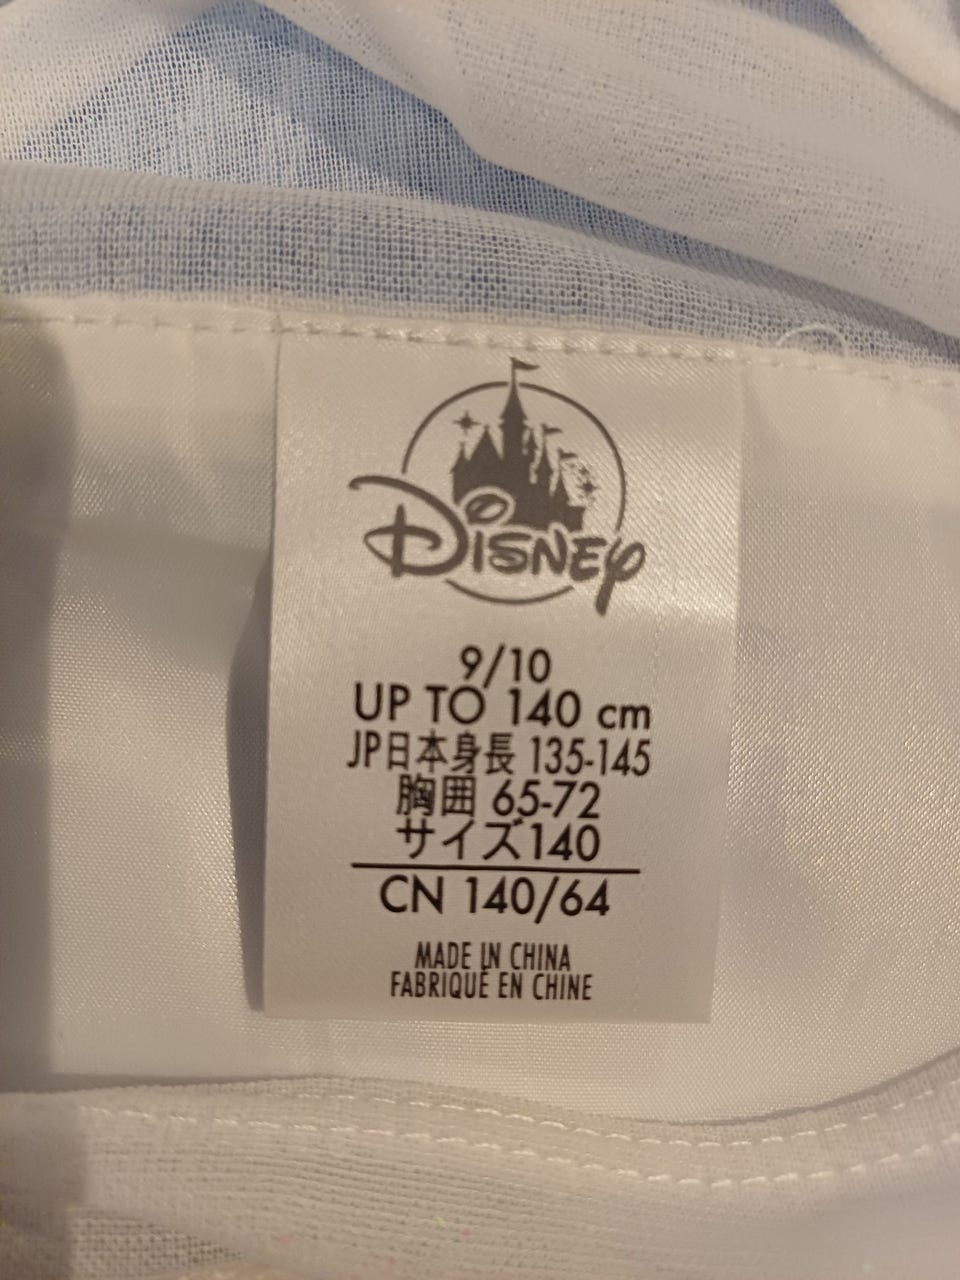 Disney
9/10
UP TO 140 cm
JP日本身長 135-145
胸囲 65-72
サイズ140
CN 140/64
MADE IN CHINA
FABRIQUÉ EN CHINE